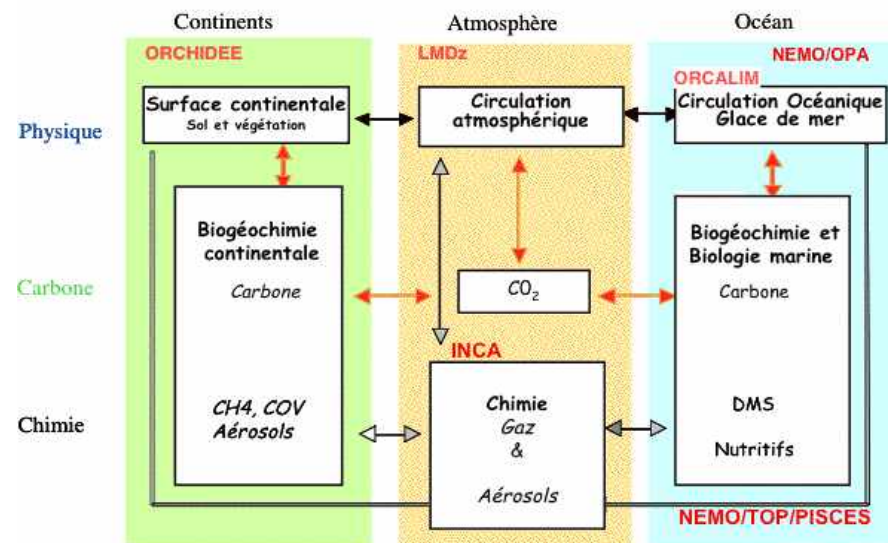 Continents
Atmosphère
Océan
ORCHIDEE
LMDz
NEMO/OPA
ORCALIM
Physique
Surface continentale
Sol et végétation
Circulation
atmosphérique
Circulation Océanique
Glace de mer
Carbone
Biogéochimie
continentale
Carbone
CO₂
Biogéochimie et
Biologie marine
Carbone
INCA
Chimie
CH4, COV
Aérosols
Chimie
Gaz
&
Aérosols
DMS
Nutritifs
NEMO/TOP/PISCES